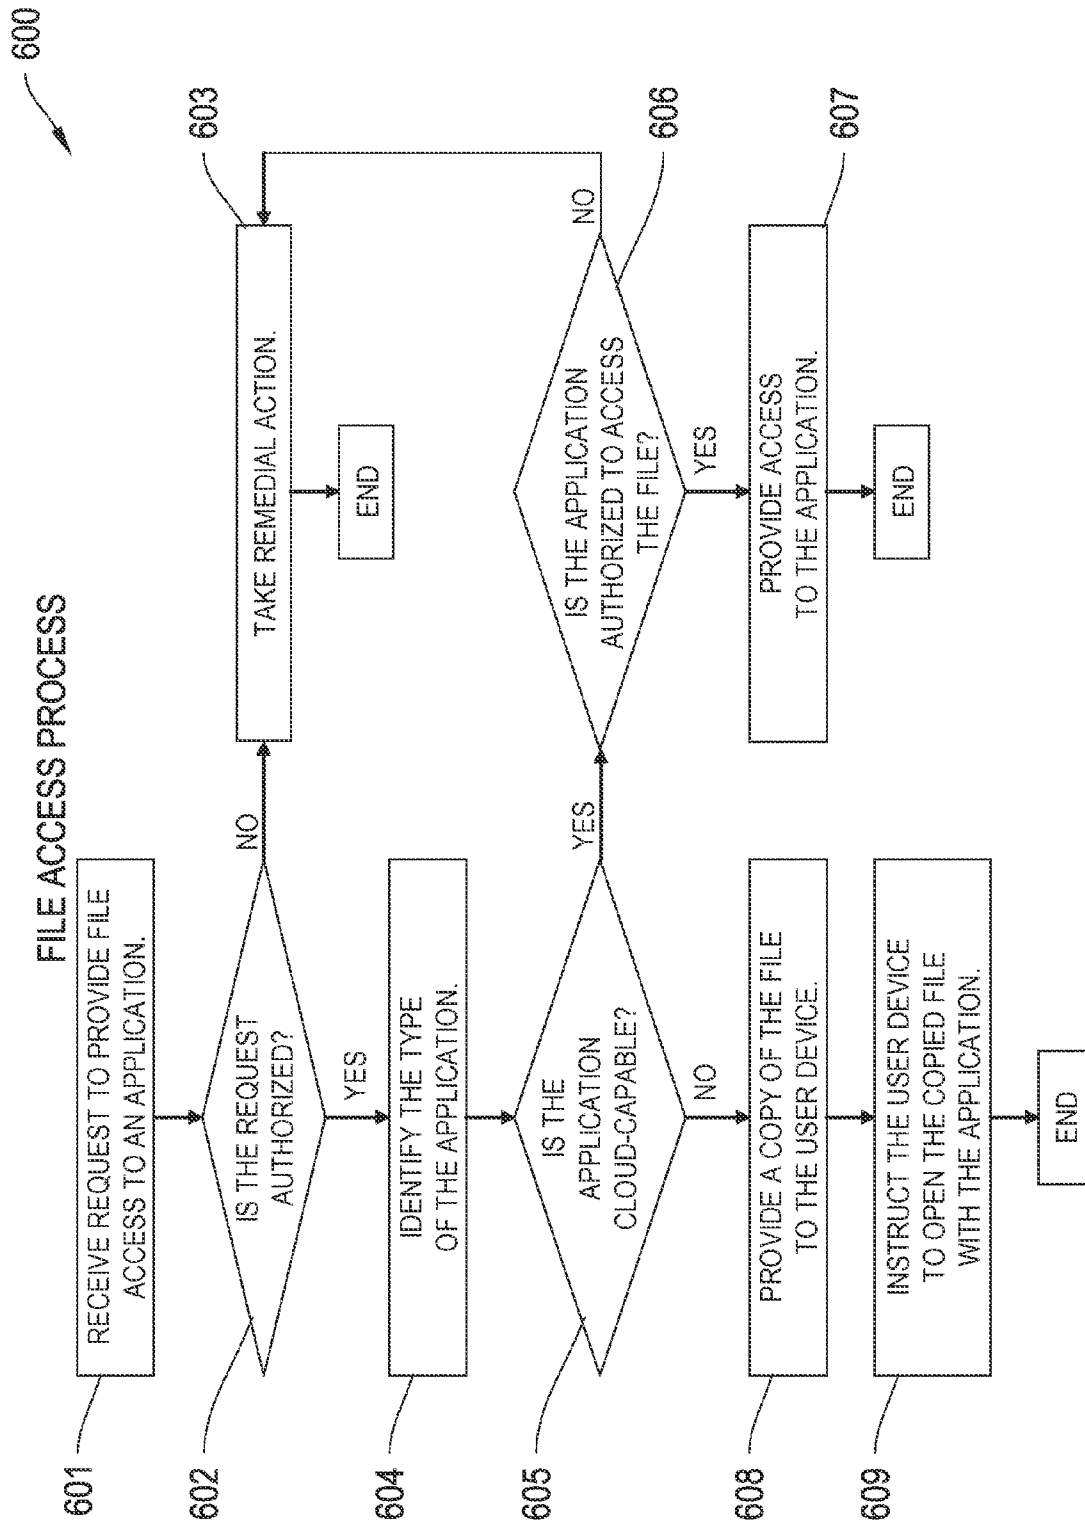 FILE ACCESS PROCESS
600
601
RECEIVE REQUEST TO PROVIDE FILE
ACCESS TO AN APPLICATION.
602
IS THE REQUEST
AUTHORIZED?
NO
603
TAKE REMEDIAL ACTION.
END
YES
604
IDENTIFY THE TYPE
OF THE APPLICATION.
605
IS THE
APPLICATION
CLOUD-CAPABLE?
YES
606
IS THE APPLICATION
AUTHORIZED TO ACCESS
THE FILE?
NO
YES
607
PROVIDE ACCESS
TO THE APPLICATION.
END
NO
608
PROVIDE A COPY OF THE FILE
TO THE USER DEVICE.
609
INSTRUCT THE USER DEVICE
TO OPEN THE COPIED FILE
WITH THE APPLICATION.
END